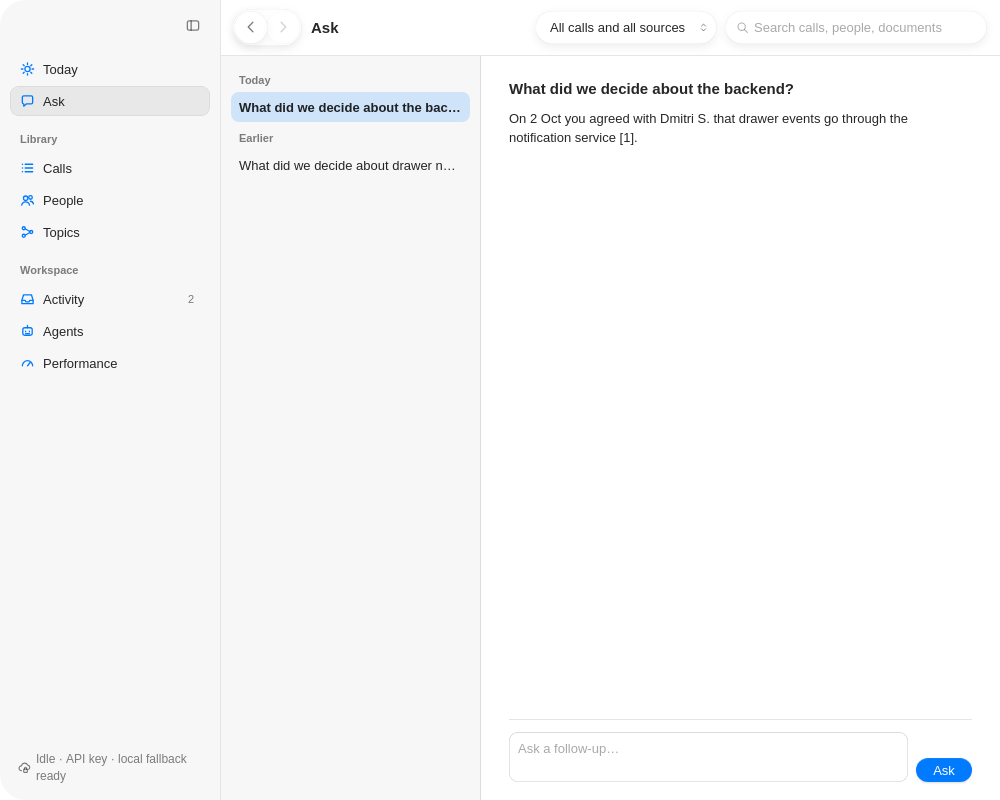 Today
Ask
Library
Calls
People
Topics
Workspace
Activity 2
Agents
Performance
Idle · API key · local fallback
ready
Ask
All calls and all sources
Search calls, people, documents
Today
What did we decide about the bac…
Earlier
What did we decide about drawer n…
What did we decide about the backend?
On 2 Oct you agreed with Dmitri S. that drawer events go through the
notification service [1].
Ask a follow-up…
Ask